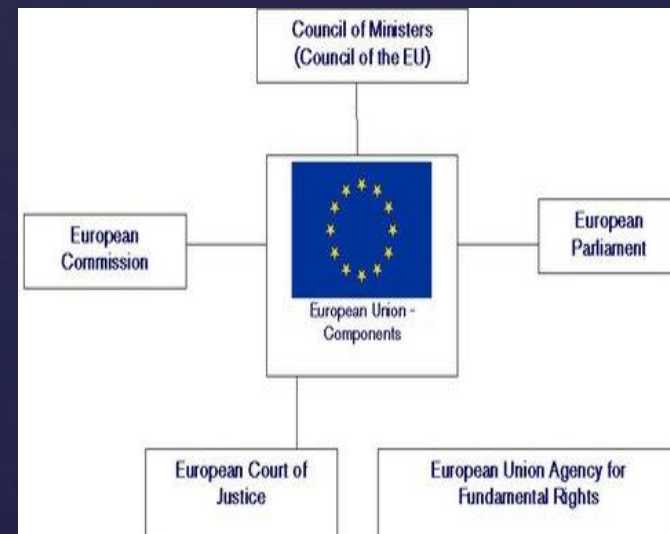 Council of Ministers
(Council of the EU)
European
Commission
European
Parliament
European Union -
Components
European Court of
Justice
European Union Agency for
Fundamental Rights